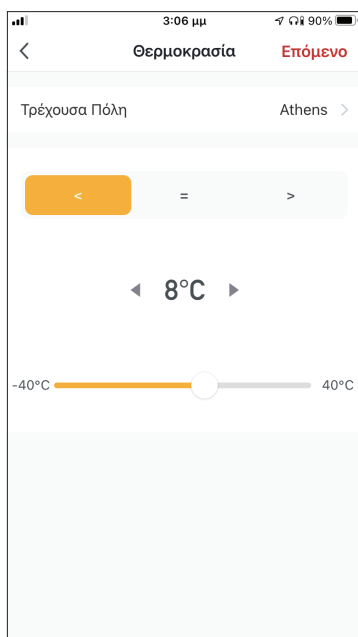 3:06 μμ 90%
Θερμοκρασία Επόμενο
Τρέχουσα Πόλη Athens >
< = >
8°C
-40°C 40°C